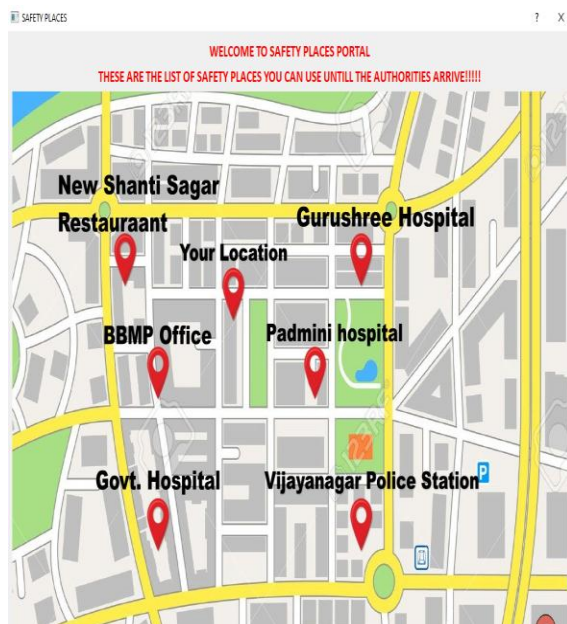 SAFETY PLACES
? X
WELCOME TO SAFETY PLACES PORTAL
THESE ARE THE LIST OF SAFETY PLACES YOU CAN USE UNTILL THE AUTHORITIES ARRIVE!!!!!
New Shanti Sagar
Restauraant
Gurushree Hospital
Your Location
BBMP Office
Padmini hospital
Govt. Hospital
Vijayanagar Police Station
P